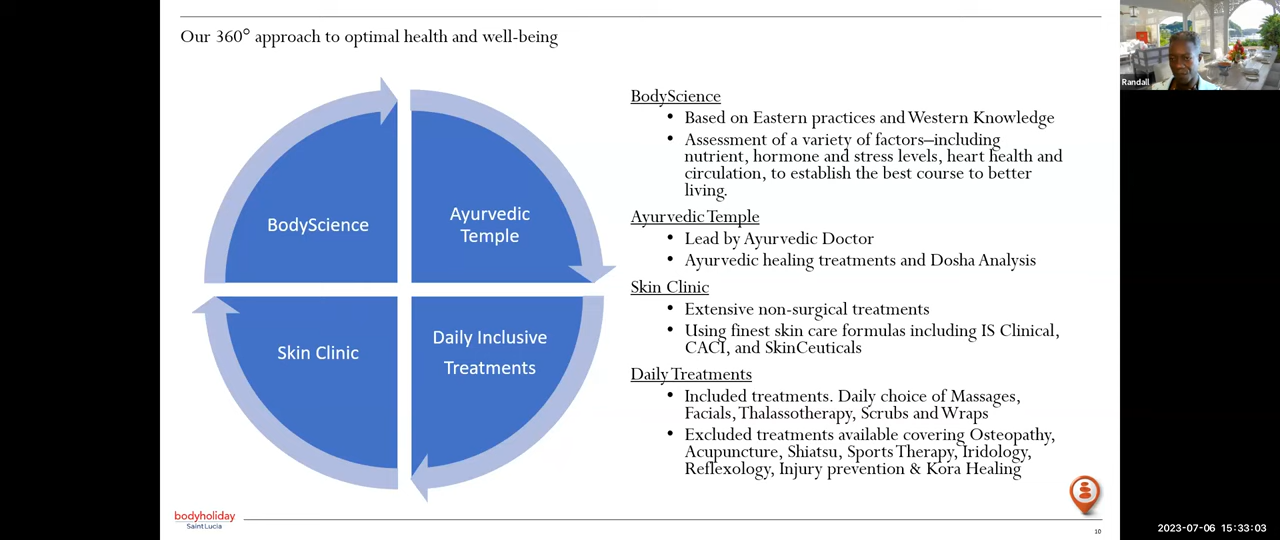 Our 360° approach to optimal health and well-being
Randall
BodyScience
Ayurvedic
Temple
Skin Clinic
Daily Inclusive
Treatments
BodyScience
• Based on Eastern practices and Western Knowledge
• Assessment of a variety of factors–including
nutrient, hormone and stress levels, heart health and
circulation, to establish the best course to better
living.
Ayurvedic Temple
• Lead by Ayurvedic Doctor
• Ayurvedic healing treatments and Dosha Analysis
Skin Clinic
• Extensive non-surgical treatments
• Using finest skin care formulas including IS Clinical,
CACI, and SkinCeuticals
Daily Treatments
• Included treatments. Daily choice of Massages,
Facials, Thalassotherapy, Scrubs and Wraps
• Excluded treatments available covering Osteopathy,
Acupuncture, Shiatsu, Sports Therapy, Iridology,
Reflexology, Injury prevention & Kora Healing
bodyholiday
Saint Lucia
10
2023-07-06 15:33:03